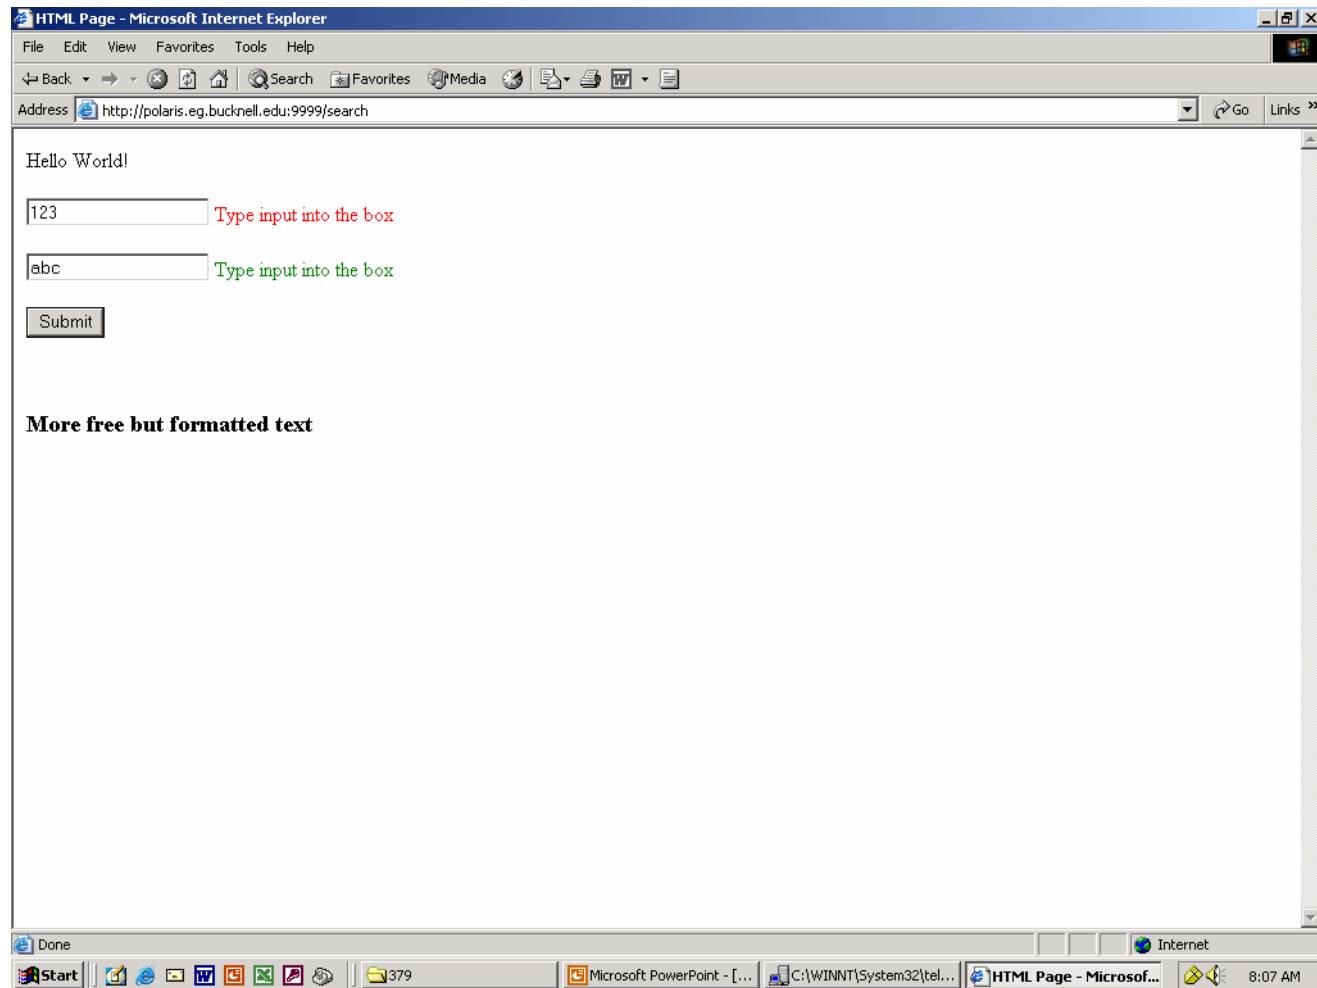 HTML Page - Microsoft Internet Explorer
File Edit View Favorites Tools Help
Back Search Favorites Media
Address http://polaris.eg.bucknell.edu:9999/search Go Links »
Hello World!
123 Type input into the box
abc Type input into the box
Submit
More free but formatted text
Done Internet
Start 379 Microsoft PowerPoint - [... C:\WINNT\System32\tel... HTML Page - Microsof... 8:07 AM